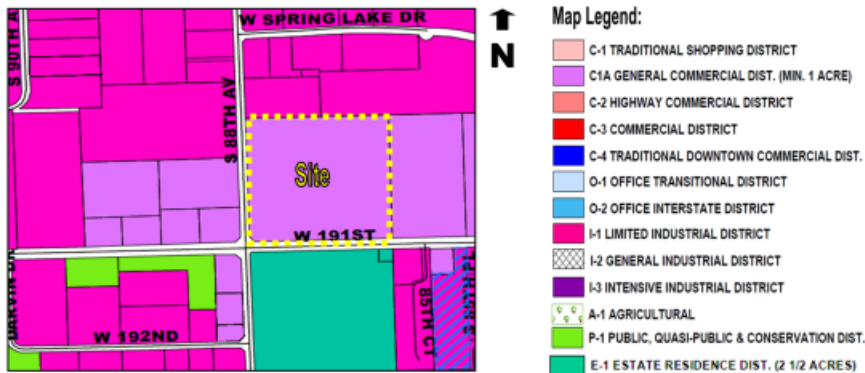 W SPRING LAKE DR
S 90TH AV
S 88TH AV
Site
W 191ST
W 192ND
85TH CT
N
Map Legend:
C-1 TRADITIONAL SHOPPING DISTRICT
C1A GENERAL COMMERCIAL DIST. (MIN. 1 ACRE)
C-2 HIGHWAY COMMERCIAL DISTRICT
C-3 COMMERCIAL DISTRICT
C-4 TRADITIONAL DOWNTOWN COMMERCIAL DIST.
O-1 OFFICE TRANSITIONAL DISTRICT
O-2 OFFICE INTERSTATE DISTRICT
I-1 LIMITED INDUSTRIAL DISTRICT
I-2 GENERAL INDUSTRIAL DISTRICT
I-3 INTENSIVE INDUSTRIAL DISTRICT
A-1 AGRICULTURAL
P-1 PUBLIC, QUASI-PUBLIC & CONSERVATION DIST.
E-1 ESTATE RESIDENCE DIST. (2 1/2 ACRES)